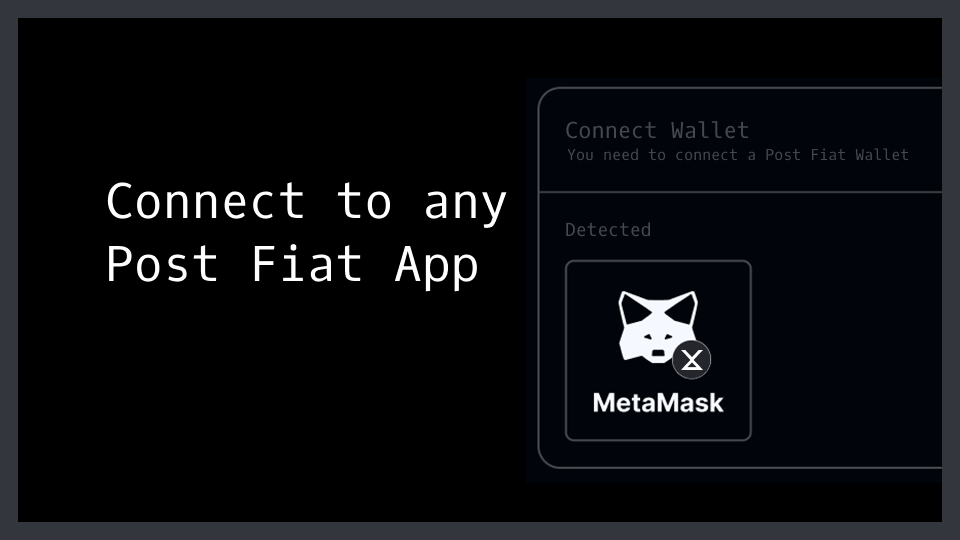 Connect to any
Post Fiat App
Connect Wallet
You need to connect a Post Fiat Wallet
Detected
MetaMask